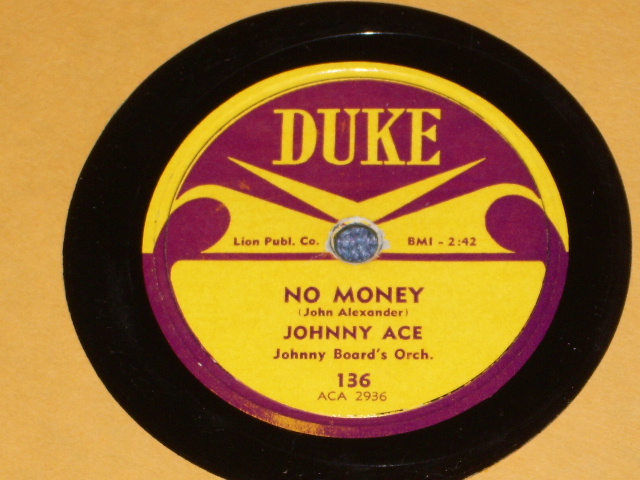 DUKE
Lion Publ. Co. BMI - 2:42
NO MONEY
(John Alexander)
JOHNNY ACE
Johnny Board's Orch.
136
ACA 2936